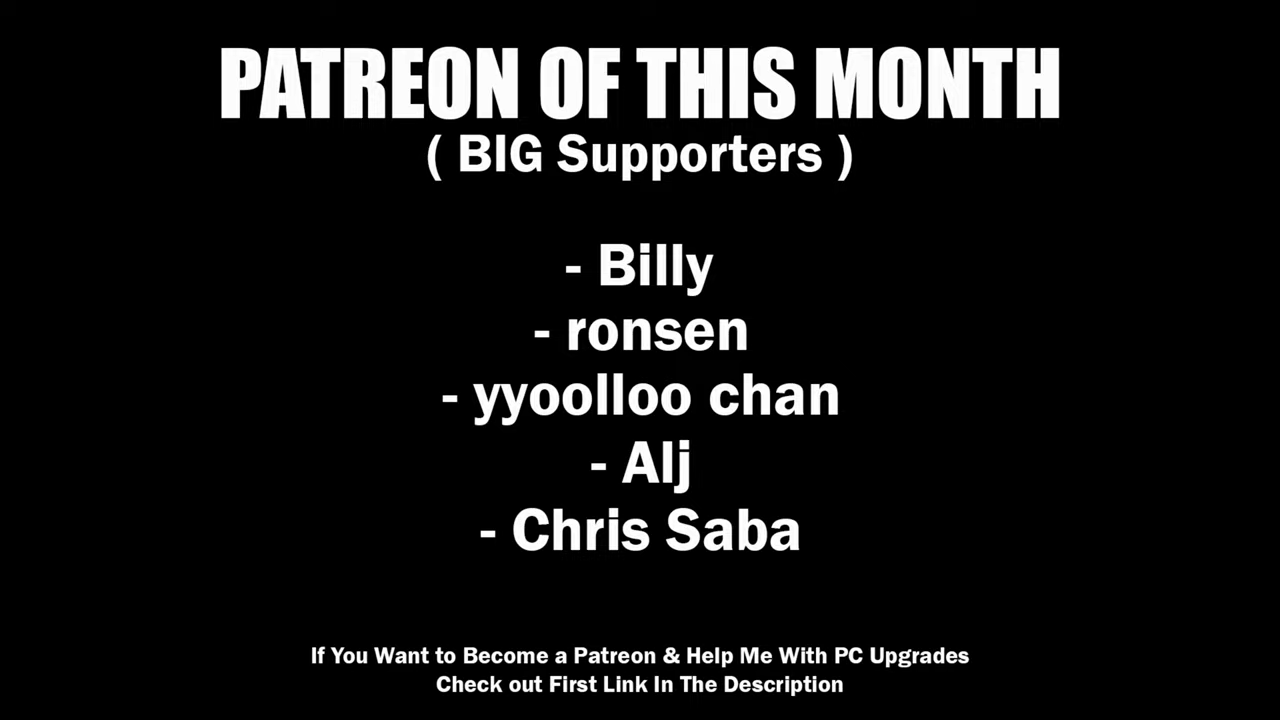 PATREON OF THIS MONTH
( BIG Supporters )
- Billy
- ronsen
- yyoolloo chan
- Alj
- Chris Saba
If You Want to Become a Patreon & Help Me With PC Upgrades
Check out First Link In The Description